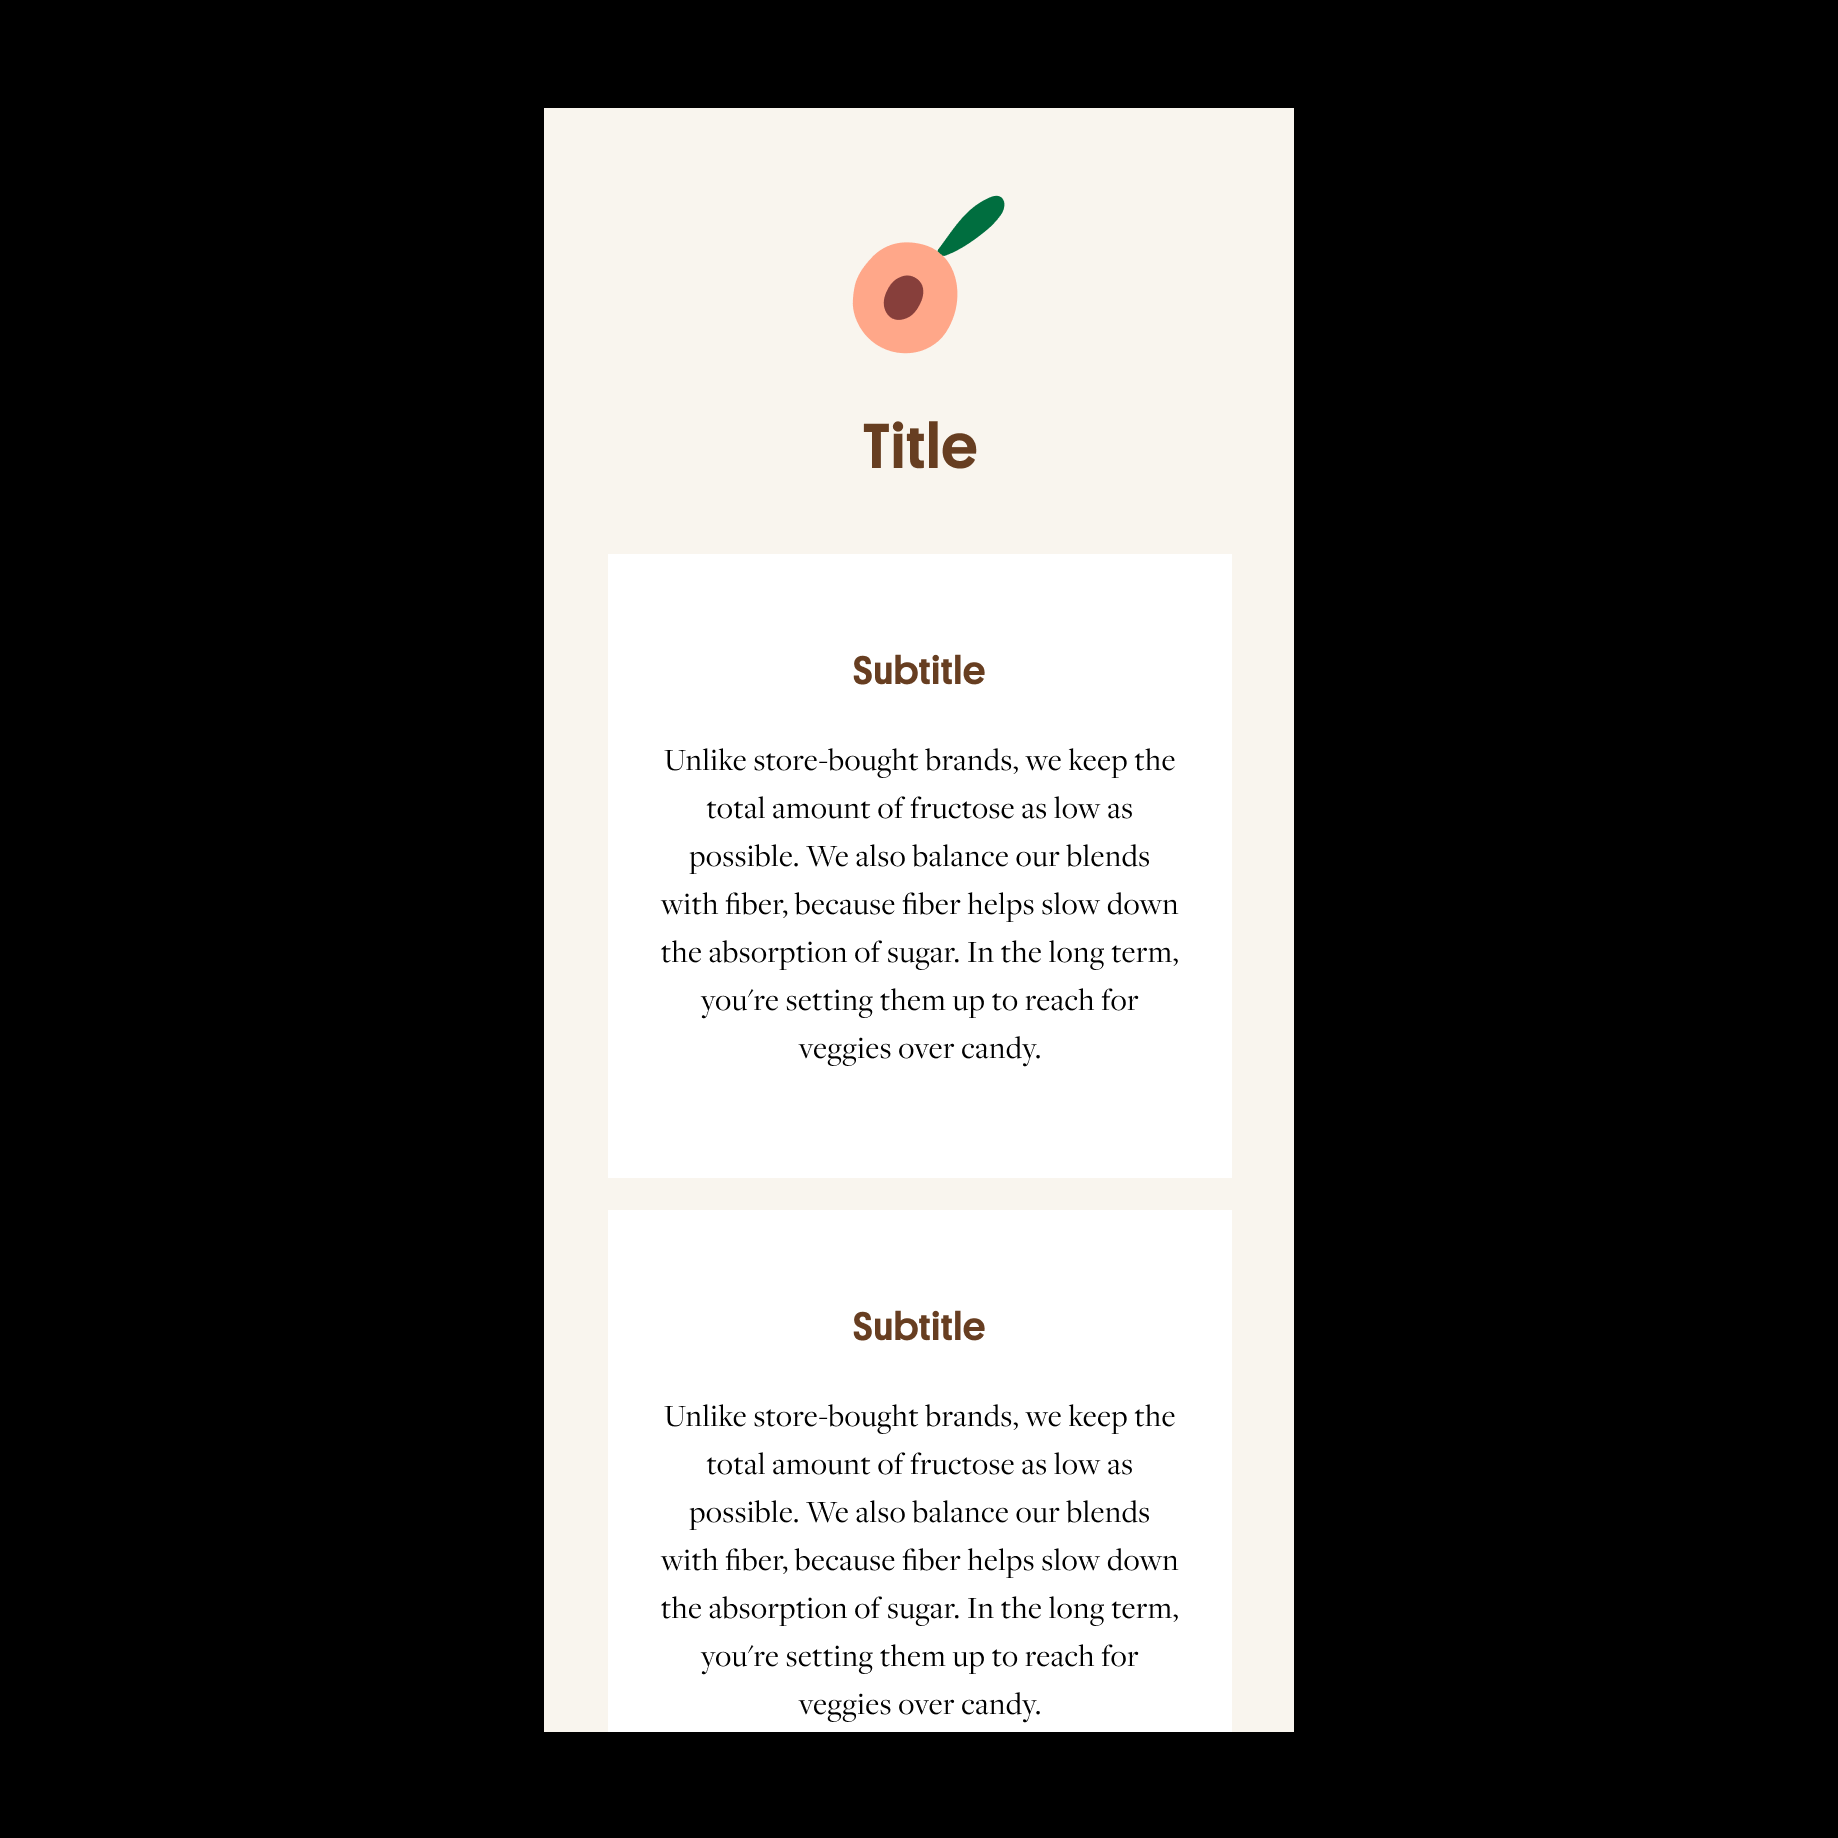 Title
Subtitle
Unlike store-bought brands, we keep the
total amount of fructose as low as
possible. We also balance our blends
with fiber, because fiber helps slow down
the absorption of sugar. In the long term,
you're setting them up to reach for
veggies over candy.
Subtitle
Unlike store-bought brands, we keep the
total amount of fructose as low as
possible. We also balance our blends
with fiber, because fiber helps slow down
the absorption of sugar. In the long term,
you're setting them up to reach for
veggies over candy.